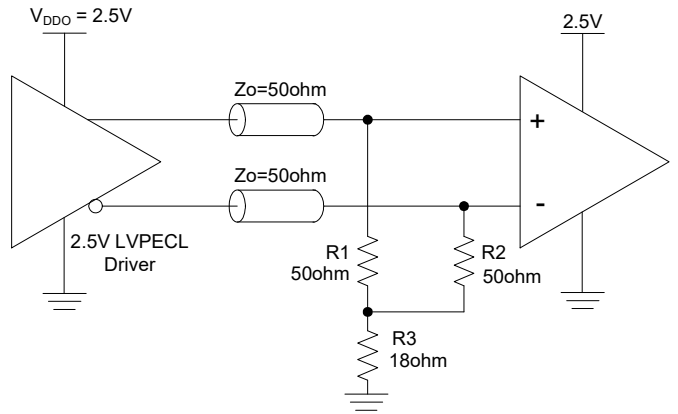 V_DDO = 2.5V
2.5V
Zo=50ohm
+
Zo=50ohm
-
2.5V LVPECL
Driver
R1
50ohm
R2
50ohm
R3
18ohm